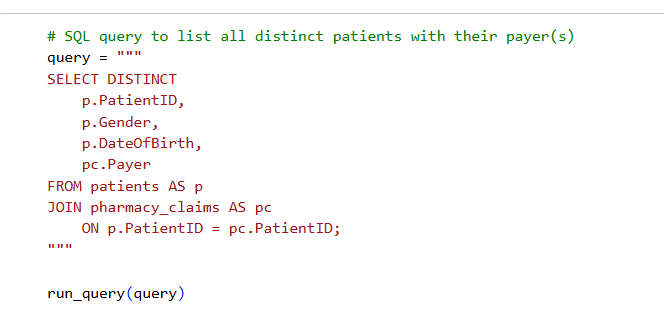 # SQL query to list all distinct patients with their payer(s)
query = """
SELECT DISTINCT
    p.PatientID,
    p.Gender,
    p.DateOfBirth,
    pc.Payer
FROM patients AS p
JOIN pharmacy_claims AS pc
    ON p.PatientID = pc.PatientID;
"""

run_query(query)